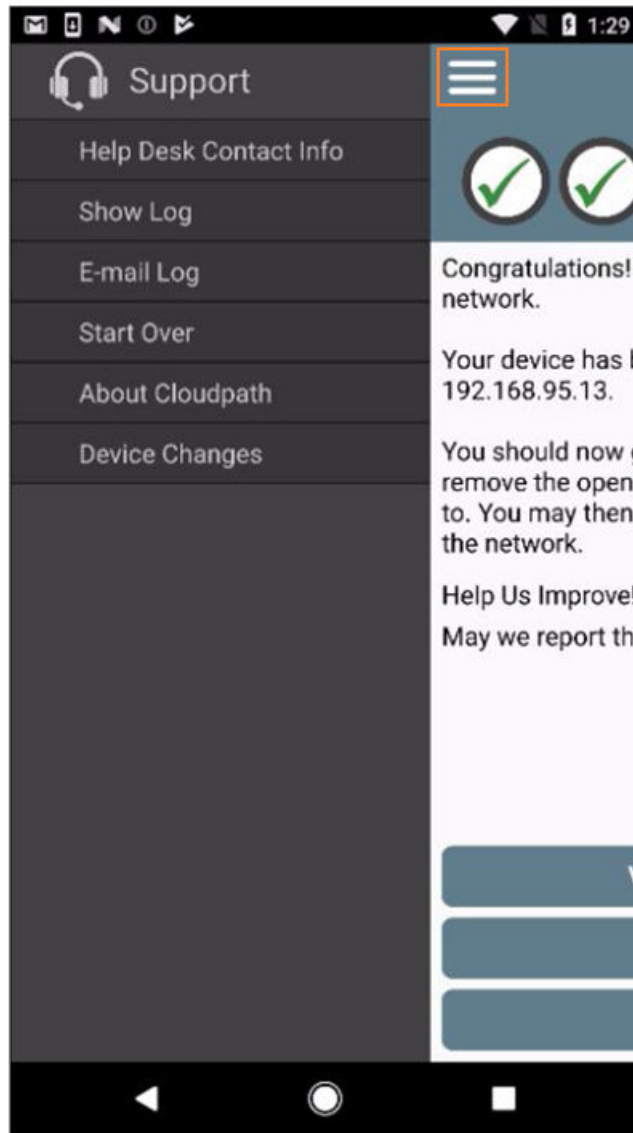 1:29
Support
Help Desk Contact Info
Show Log
E-mail Log
Start Over
About Cloudpath
Device Changes
Congratulations!
network.
Your device has
192.168.95.13.
You should now
remove the open
to. You may then
the network.
Help Us Improve!
May we report th